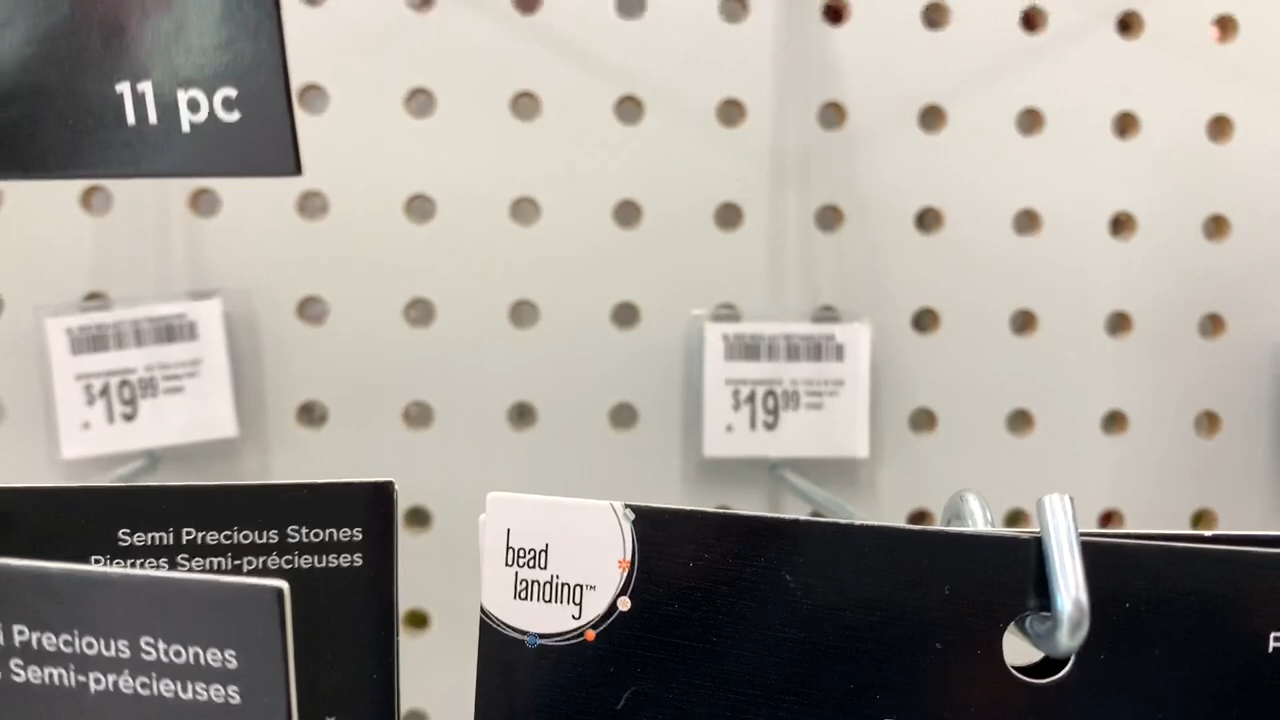 11 pc
$19.99
$19.99
Semi Precious Stones
Pierres Semi-précieuses
i Precious Stones
Semi-précieuses
bead
landing™